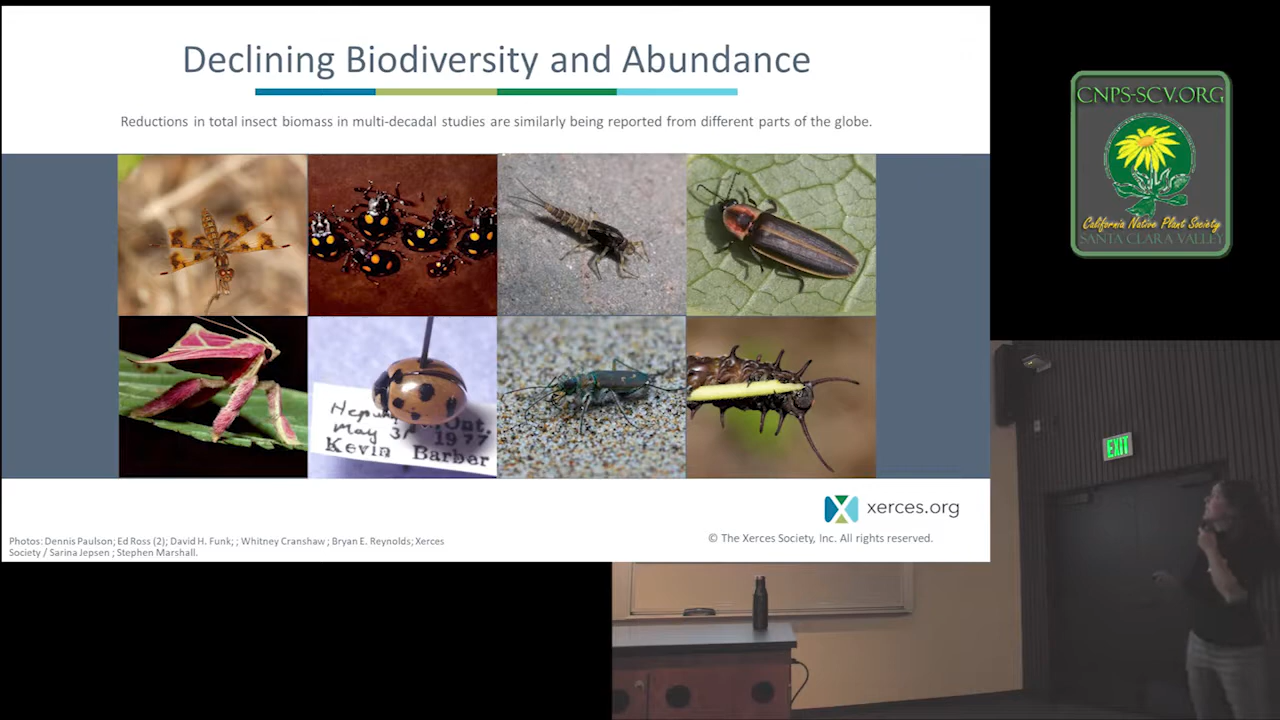 Declining Biodiversity and Abundance
Reductions in total insect biomass in multi-decadal studies are similarly being reported from different parts of the globe.
CNPS-SCV.ORG
California Native Plant Society
SANTA CLARA VALLEY
Ont.
May 31 1977
Kevin Barber
EXIT
xerces.org
© The Xerces Society, Inc. All rights reserved.
Photos: Dennis Paulson; Ed Ross (2); David H. Funk; ; Whitney Cranshaw ; Bryan E. Reynolds; Xerces
Society / Sarina Jepsen ; Stephen Marshall.